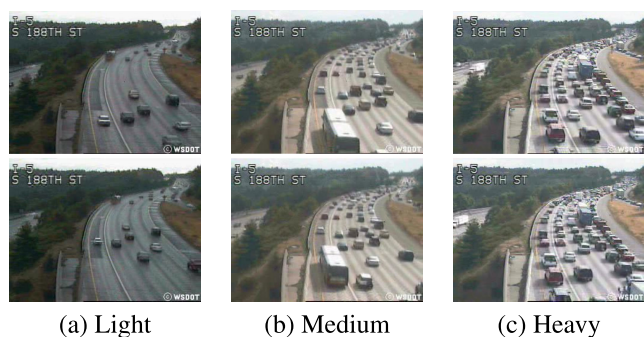 I-5
S 188TH ST
© WSDOT
I-5
S 188TH ST
© WSDOT
I-5
S 188TH ST
© WSDOT
I-5
S 188TH ST
© WSDOT
I-5
S 188TH ST
© WSDOT
I-5
S 188TH ST
© WSDOT
(a) Light
(b) Medium
(c) Heavy